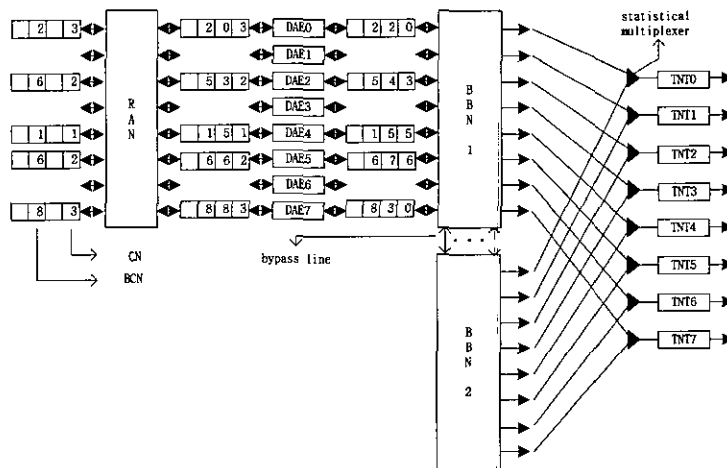 statistical
multiplexer
2 3 2 0 3 DAE0 2 2 0
DAE1
6 2 5 3 2 DAE2 5 4 3
DAE3
1 1 1 5 1 DAE4 1 5 5
6 2 6 6 2 DAE5 6 7 6
DAE6
8 3 8 8 3 DAE7 8 3 0
RAN
BBN 1
BBN 2
TNT0
TNT1
TNT2
TNT3
TNT4
TNT5
TNT6
TNT7
CN
BCN
bypass line
. . .